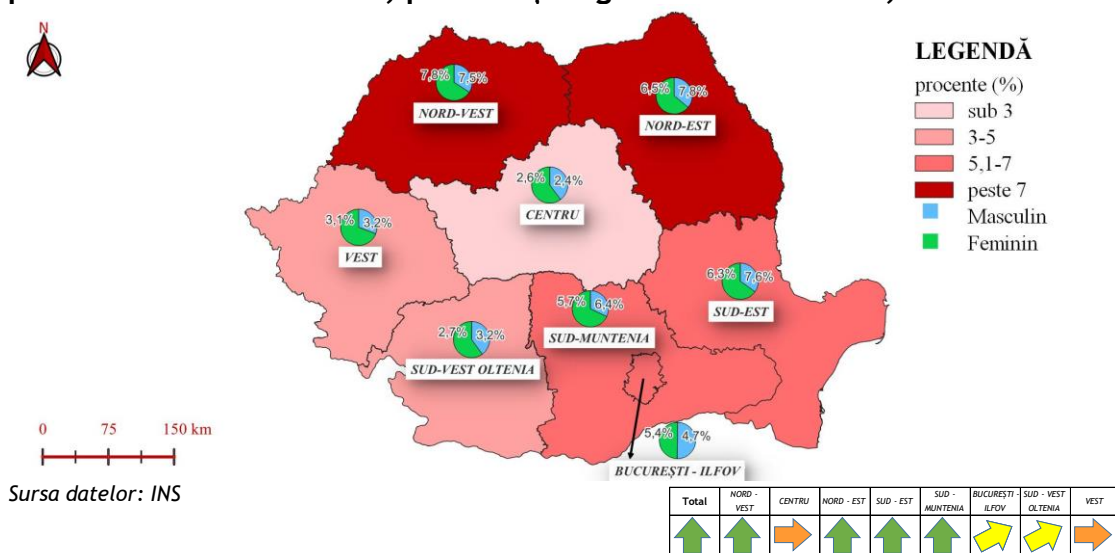 N
LEGENDĂ
procente (%)
sub 3
3-5
5,1-7
peste 7
Masculin
Feminin
7,8% 7,5%
NORD-VEST
6,5% 7,8%
NORD-EST
2,6% 2,4%
CENTRU
3,1% 3,2%
VEST
6,3% 7,6%
SUD-EST
5,7% 6,4%
SUD-MUNTENIA
2,7% 3,2%
SUD-VEST OLTENIA
5,4% 4,7%
BUCUREȘTI - ILFOV
0 75 150 km
Sursa datelor: INS
Total NORD - VEST CENTRU NORD - EST SUD - EST SUD - MUNTENIA BUCUREȘTI - ILFOV SUD - VEST OLTENIA VEST